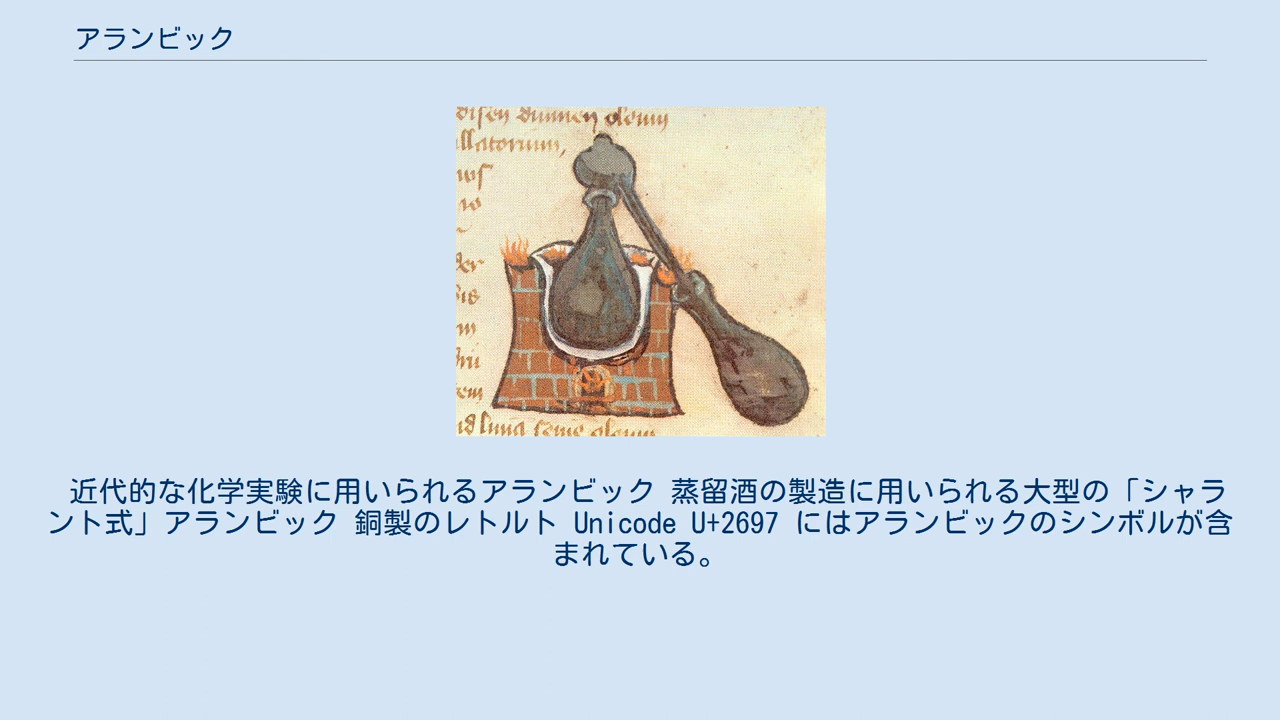 アランビック
近代的な化学実験に用いられるアランビック 蒸留酒の製造に用いられる大型の「シャラ
ント式」アランビック 銅製のレトルト Unicode U+2697 にはアランビックのシンボルが含
まれている。